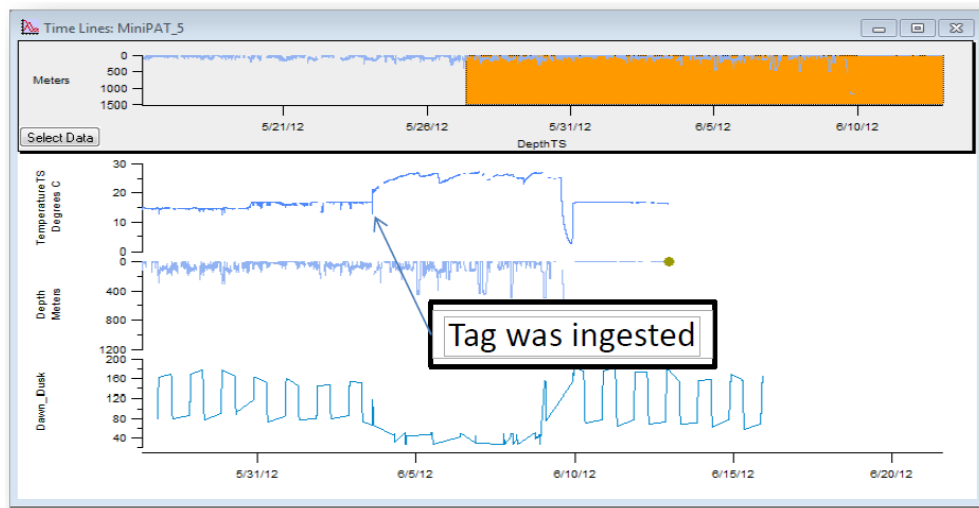 Time Lines: MiniPAT_5
Meters
0
500
1000
1500
5/21/12 5/26/12 5/31/12 6/5/12 6/10/12
Select Data
DepthTS
TemperatureTS
Degrees C
30
20
10
0
Depth
Meters
0
400
800
1200
Tag was ingested
Dawn_Dusk
200
160
120
80
40
5/31/12 6/5/12 6/10/12 6/15/12 6/20/12